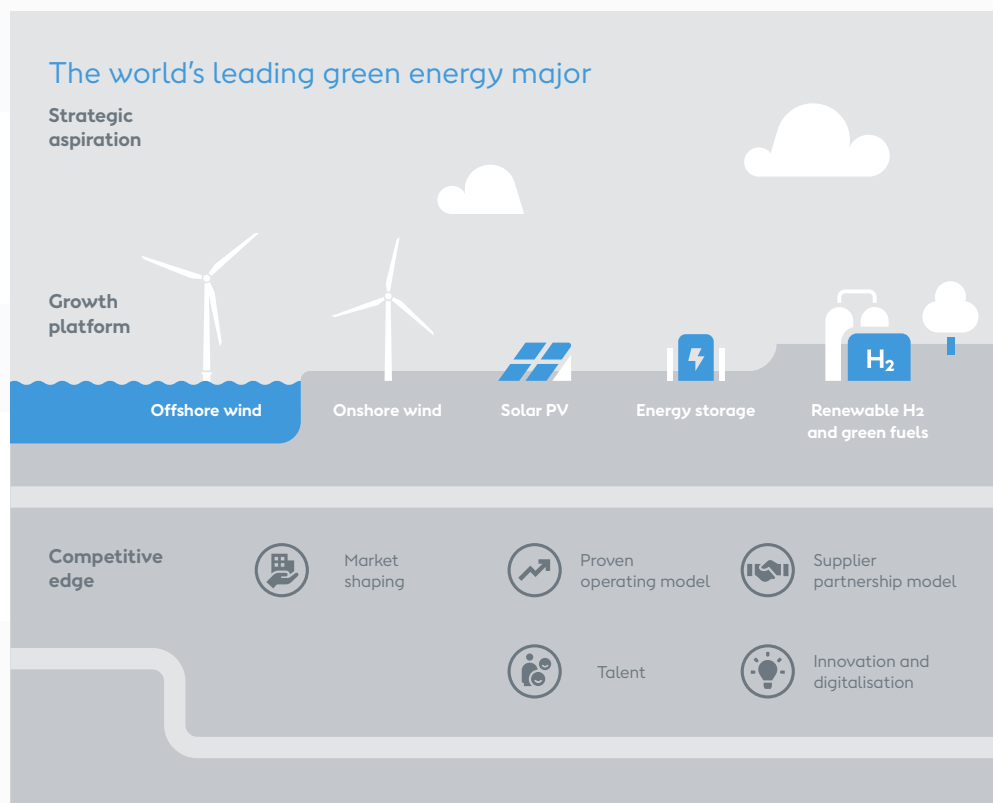 The world's leading green energy major
Strategic
aspiration
Growth
platform
Offshore wind
Onshore wind
Solar PV
Energy storage
Renewable H2
and green fuels
H₂
Competitive
edge
Market
shaping
Proven
operating model
Supplier
partnership model
Talent
Innovation and
digitalisation